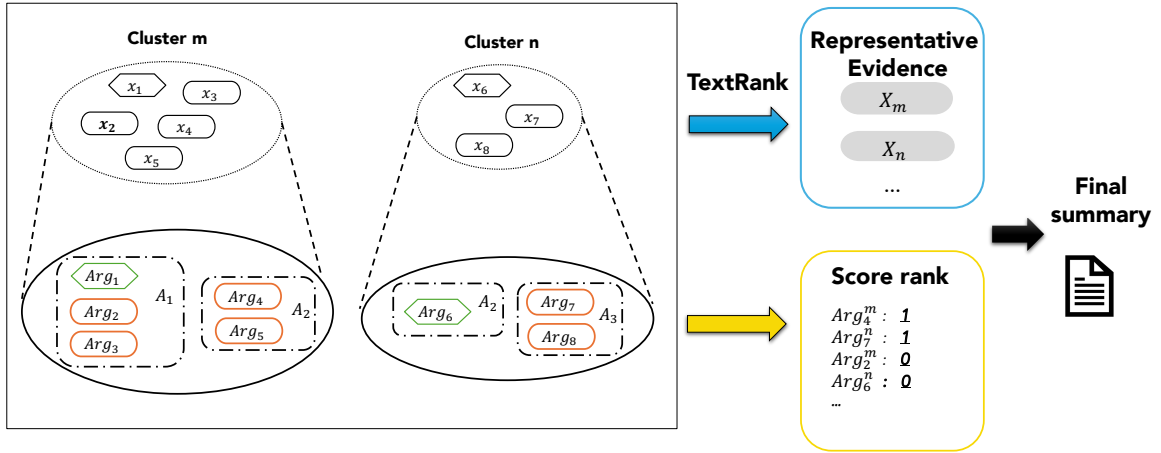 Cluster m
x₁
x₃
x₂
x₄
x₅
Arg₁
Arg₂
Arg₃
A₁
Arg₄
Arg₅
A₂
Cluster n
x₆
x₇
x₈
Arg₆
A₂
Arg₇
Arg₈
A₃
TextRank
Representative
Evidence
Xₘ
Xₙ
...
Score rank
Arg₄ᵐ : 1
Arg₇ⁿ : 1
Arg₂ᵐ : 0
Arg₆ⁿ : 0
...
Final
summary